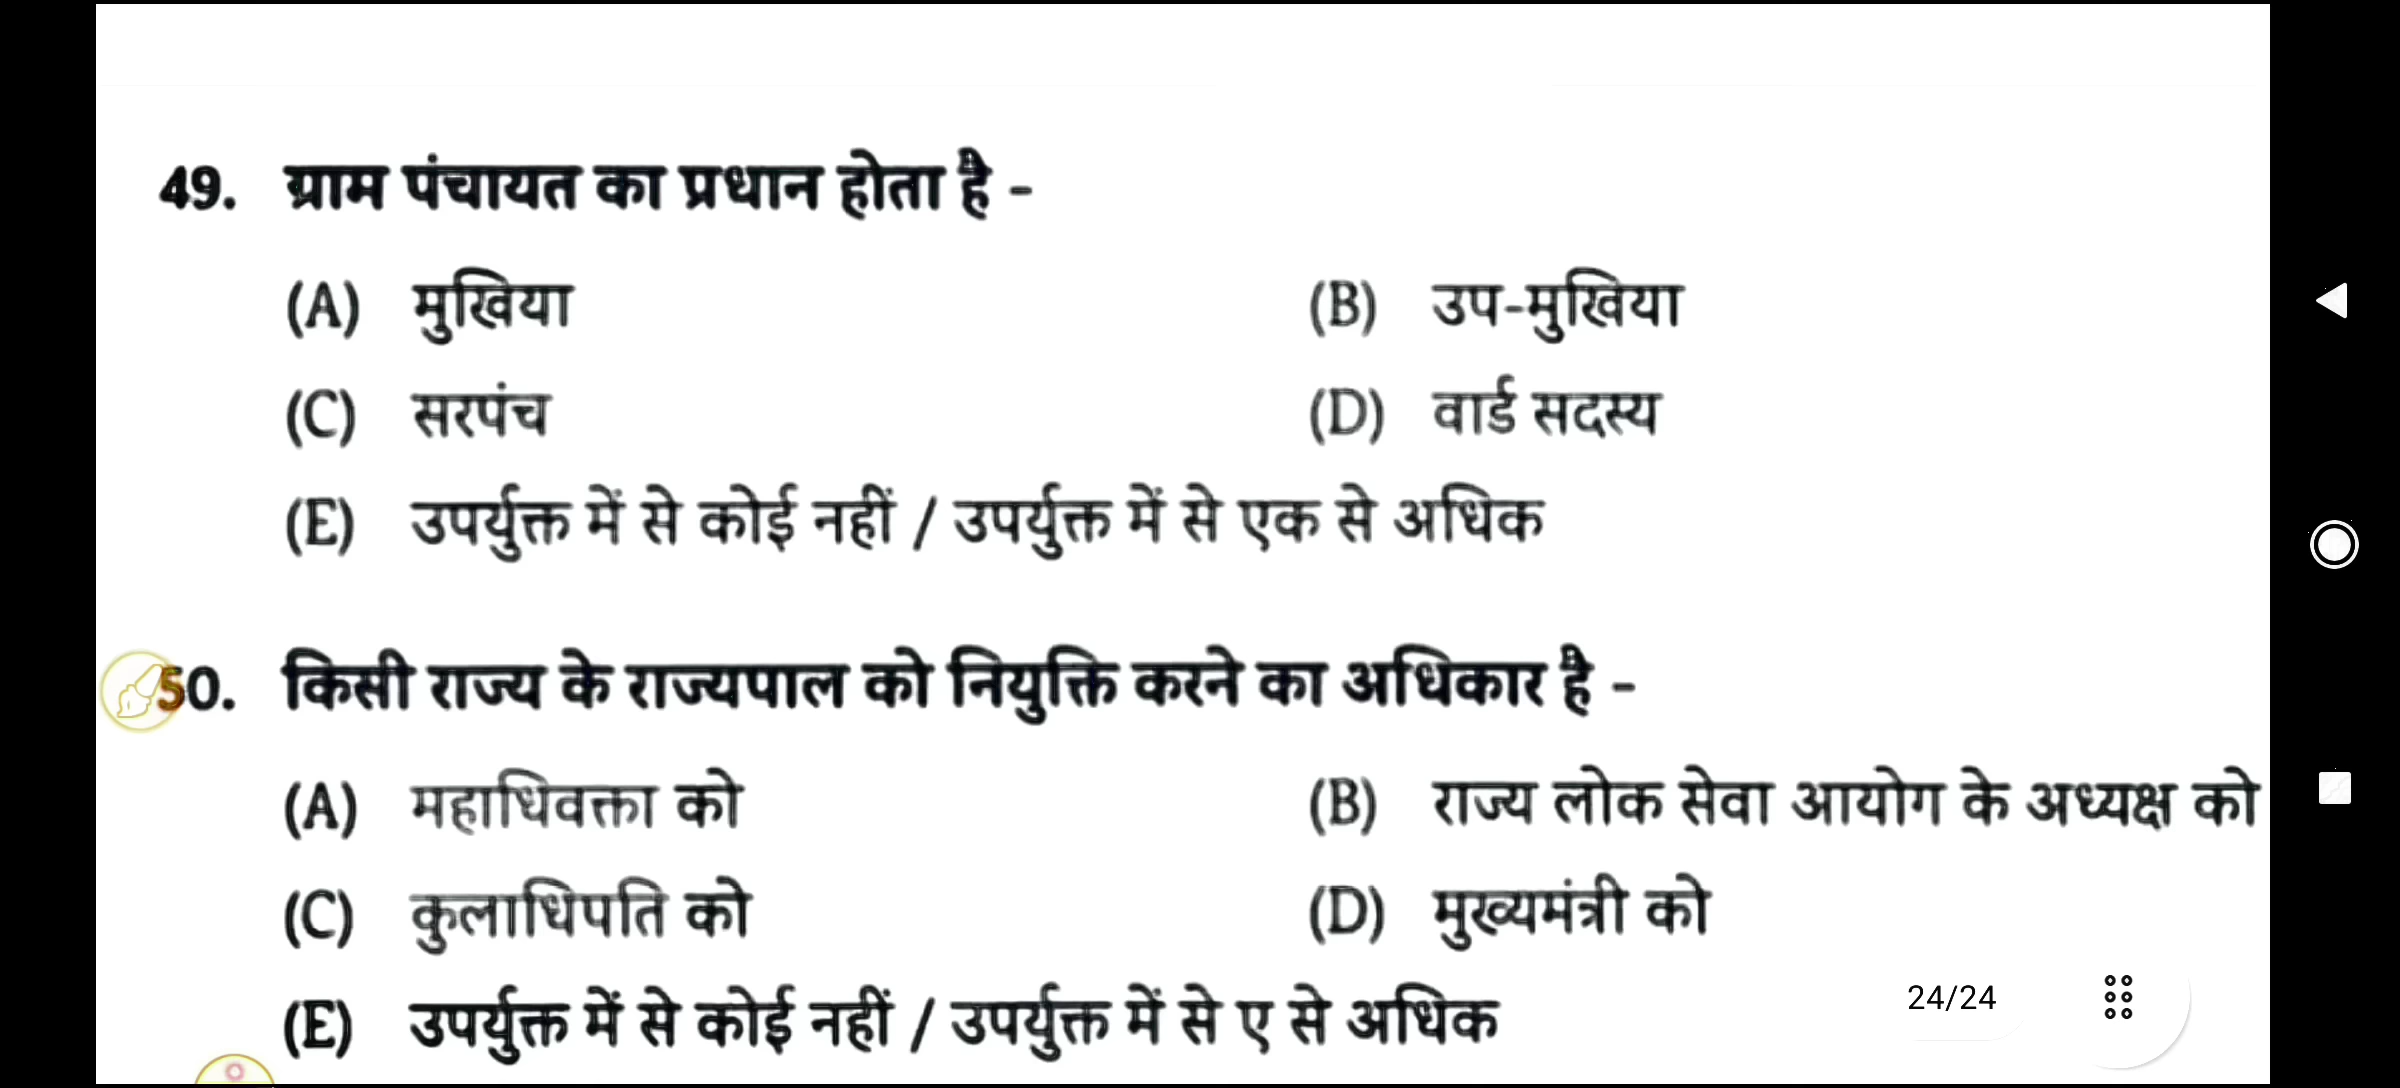 49. ग्राम पंचायत का प्रधान होता है -
(A) मुखिया (B) उप-मुखिया
(C) सरपंच (D) वार्ड सदस्य
(E) उपर्युक्त में से कोई नहीं / उपर्युक्त में से एक से अधिक
50. किसी राज्य के राज्यपाल को नियुक्ति करने का अधिकार है -
(A) महाधिवक्ता को (B) राज्य लोक सेवा आयोग के अध्यक्ष को
(C) कुलाधिपति को (D) मुख्यमंत्री को
24/24
(E) उपर्युक्त में से कोई नहीं / उपर्युक्त में से ए से अधिक